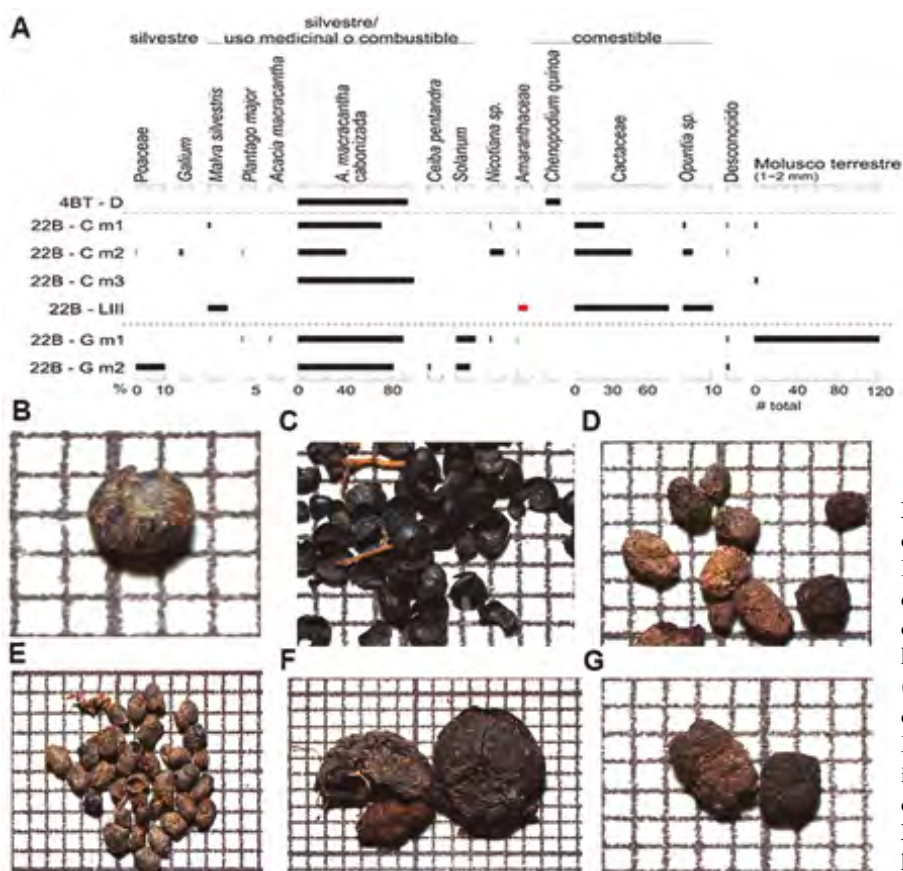 A
silvestre
silvestre/
uso medicinal o combustible
comestible
Poaceae
Galium
Malva silvestris
Plantago major
Acacia macracantha
A. macracantha
cabonizada
Ceiba pentandra
Solanum
Nicotiana sp.
Amaranthaceae
Chenopodium quinoa
Cactaceae
Opuntia sp.
Desconocido
Molusco terrestre
(1-2 mm)
4BT - D
22B - C m1
22B - C m2
22B - C m3
22B - LIII
22B - G m1
22B - G m2
% 0 10 5 0 40 80 0 30 60 10 0 40 80 120
# total
B
C
D
E
F
G